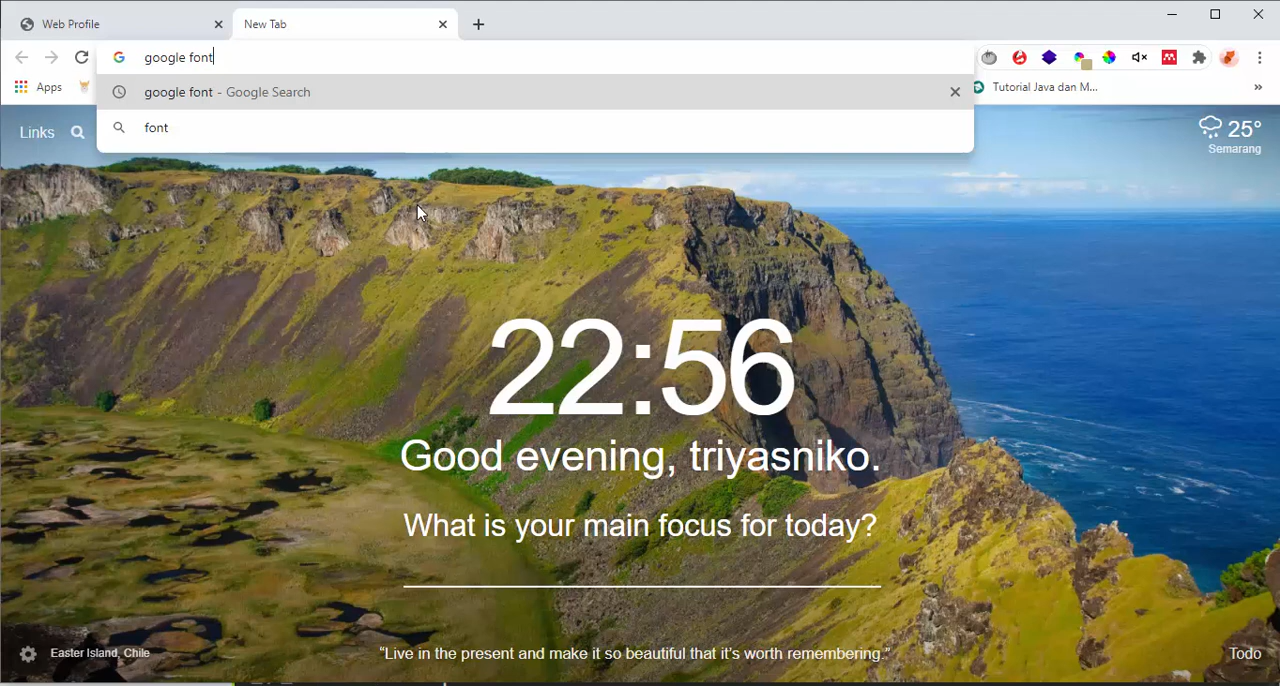 Web Profile
New Tab
google font
google font - Google Search
font
Apps
Tutorial Java dan M...
Links
25°
Semarang
22:56
Good evening, triyasniko.
What is your main focus for today?
Easter Island, Chile
“Live in the present and make it so beautiful that it's worth remembering.”
Todo